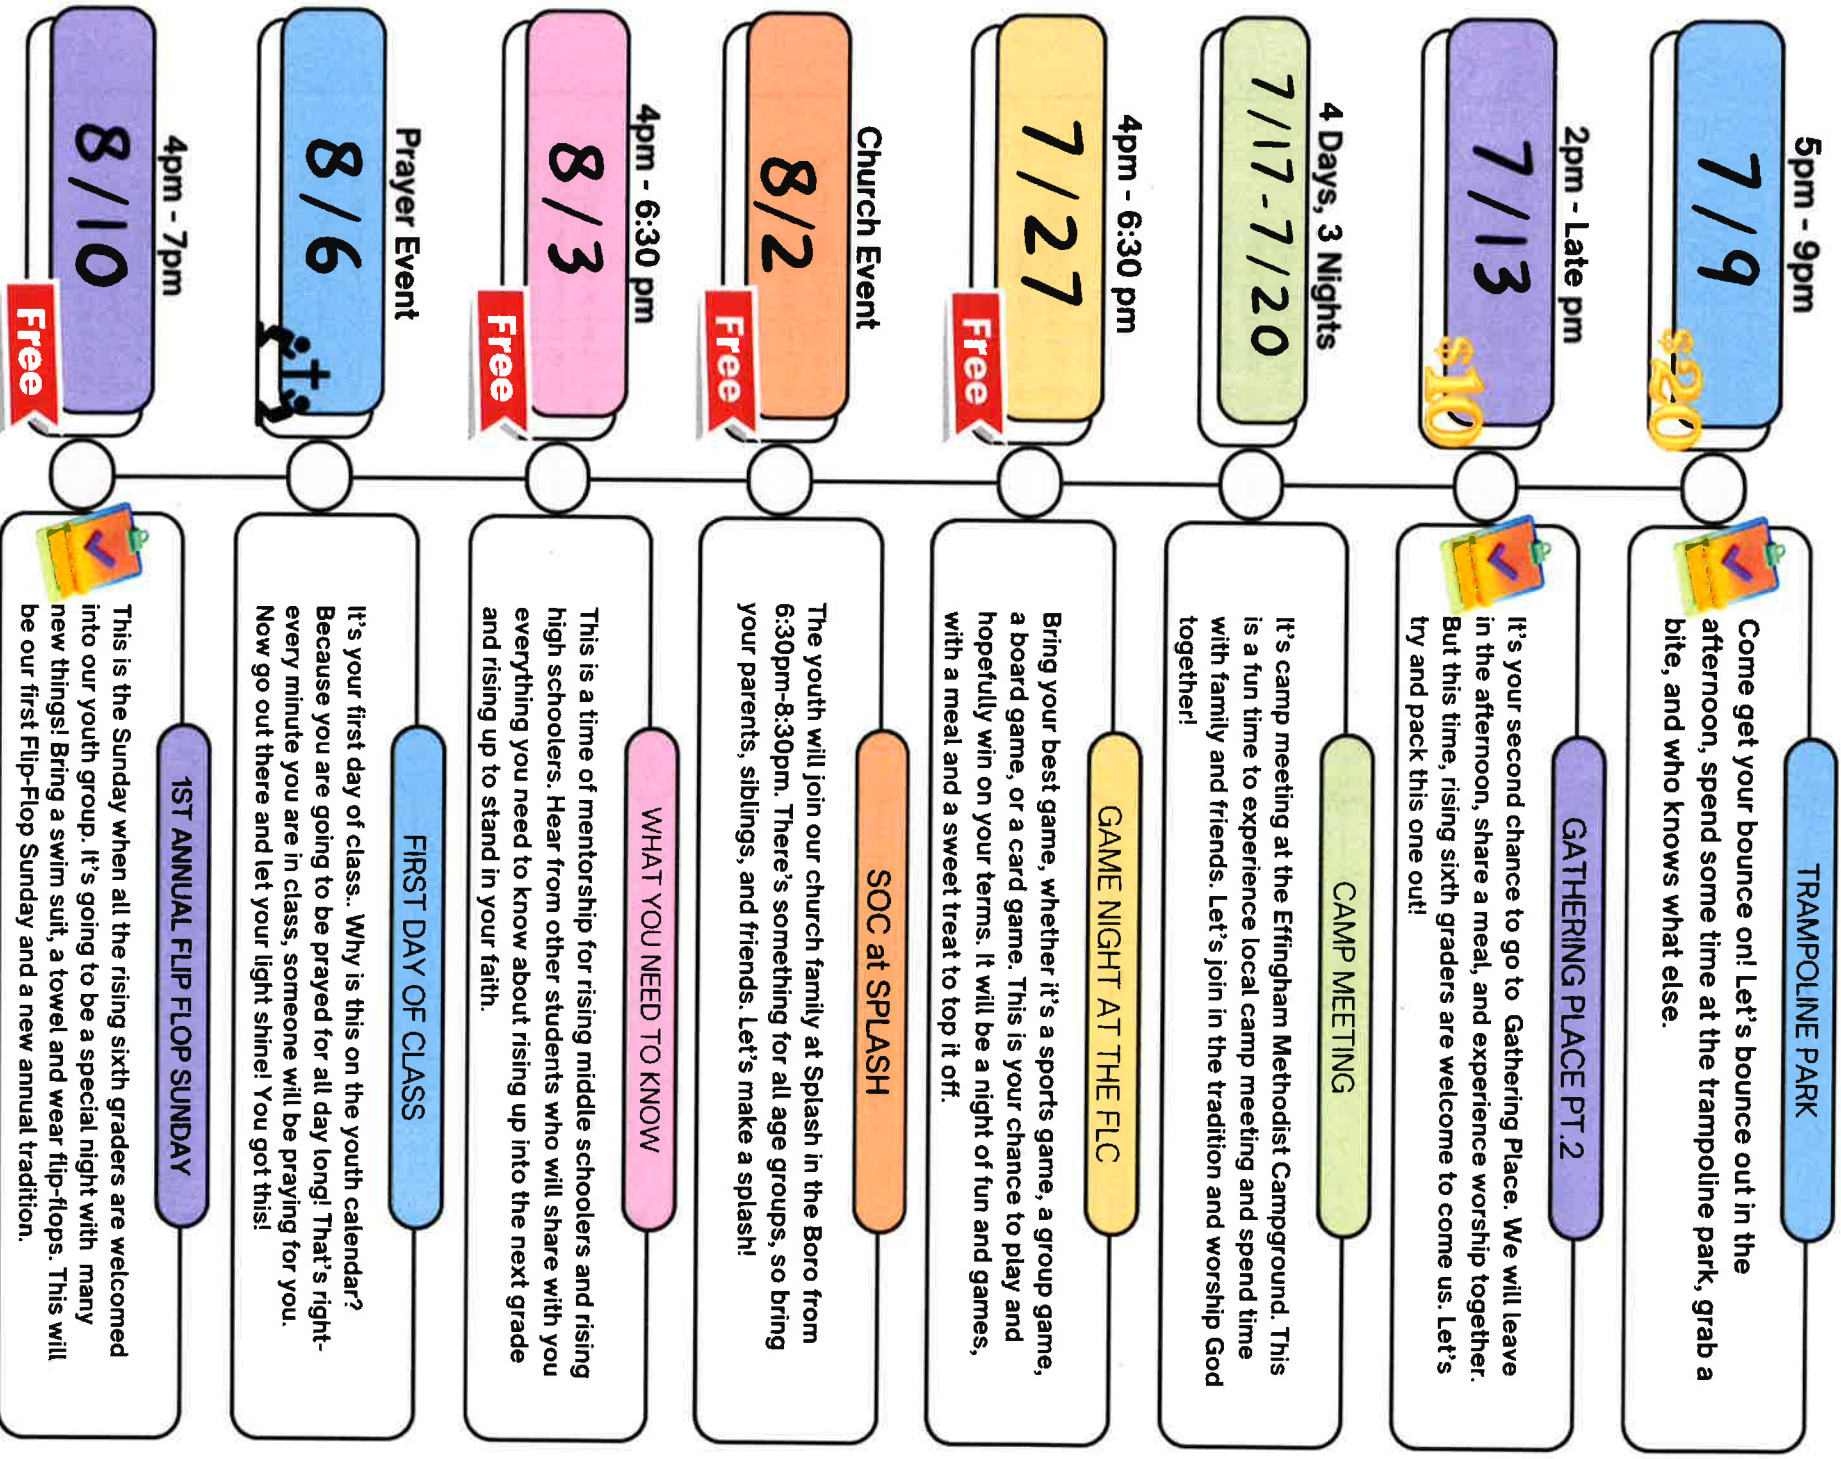 5pm - 9pm
7/9
$20
TRAMPOLINE PARK
Come get your bounce on! Let's bounce out in the
afternoon, spend some time at the trampoline park, grab a
bite, and who knows what else.
2pm - Late pm
7/13
$10
GATHERING PLACE PT.2
It's your second chance to go to Gathering Place. We will leave
in the afternoon, share a meal, and experience worship together.
But this time, rising sixth graders are welcome to come us. Let's
try and pack this one out!
4 Days, 3 Nights
7/17-7/20
CAMP MEETING
It's camp meeting at the Effingham Methodist Campground. This
is a fun time to experience local camp meeting and spend time
with family and friends. Let's join in the tradition and worship God
together!
4pm - 6:30 pm
7/27
Free
GAME NIGHT AT THE FLC
Bring your best game, whether it's a sports game, a group game,
a board game, or a card game. This is your chance to play and
hopefully win on your terms. It will be a night of fun and games,
with a meal and a sweet treat to top it off.
Church Event
8/2
Free
SOC at SPLASH
The youth will join our church family at Splash in the Boro from
6:30pm-8:30pm. There's something for all age groups, so bring
your parents, siblings, and friends. Let's make a splash!
4pm - 6:30 pm
8/3
Free
WHAT YOU NEED TO KNOW
This is a time of mentorship for rising middle schoolers and rising
high schoolers. Hear from other students who will share with you
everything you need to know about rising up into the next grade
and rising up to stand in your faith.
Prayer Event
8/6
FIRST DAY OF CLASS
It's your first day of class.. Why is this on the youth calendar?
Because you are going to be prayed for all day long! That's right-
every minute you are in class, someone will be praying for you.
Now go out there and let your light shine! You got this!
4pm - 7pm
8/10
Free
1ST ANNUAL FLIP FLOP SUNDAY
This is the Sunday when all the rising sixth graders are welcomed
into our youth group. It's going to be a special night with many
new things! Bring a swim suit, a towel and wear flip-flops. This will
be our first Flip-Flop Sunday and a new annual tradition.